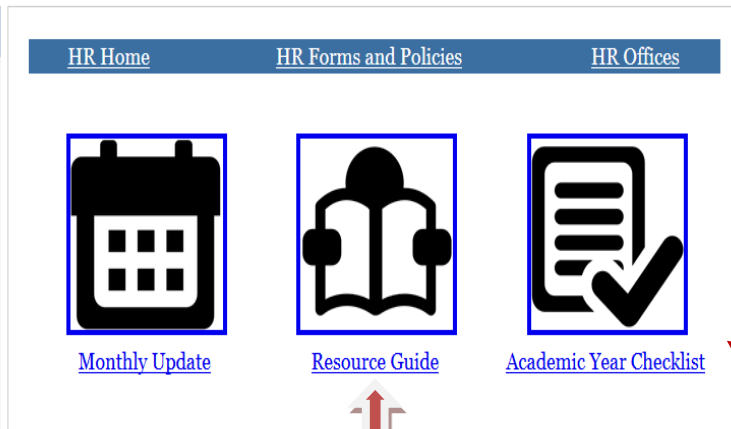 HR Home HR Forms and Policies HR Offices
Monthly Update Resource Guide Academic Year Checklist